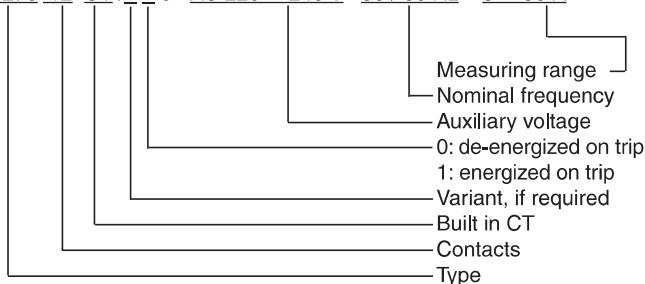 Measuring range
Nominal frequency
Auxiliary voltage
0: de-energized on trip
1: energized on trip
Variant, if required
Built in CT
Contacts
Type